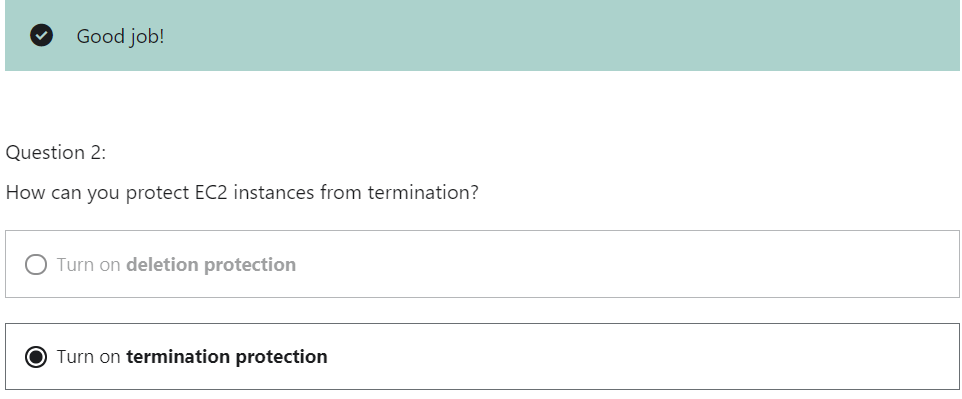 Good job!
Question 2:
How can you protect EC2 instances from termination?
Turn on deletion protection
Turn on termination protection